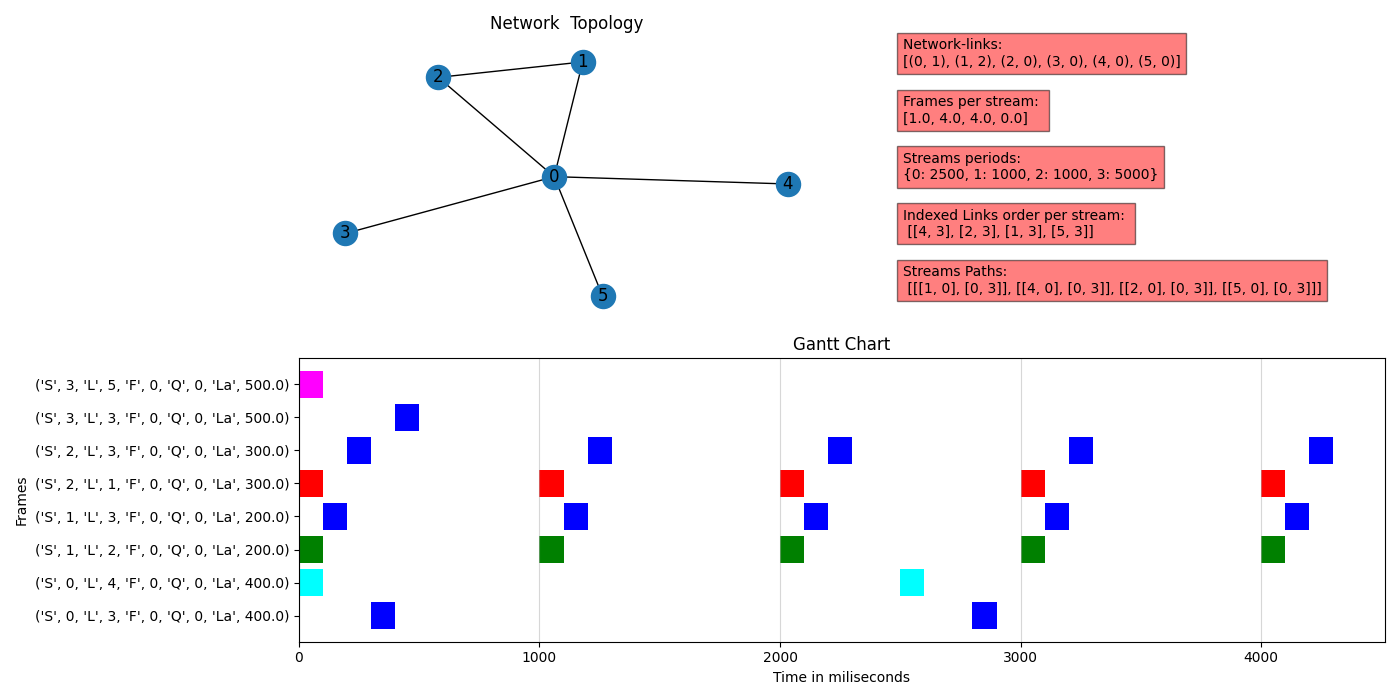 Network  Topology
1
2
0
4
3
5
Network-links:
[(0, 1), (1, 2), (2, 0), (3, 0), (4, 0), (5, 0)]
Frames per stream:
[1.0, 4.0, 4.0, 0.0]
Streams periods:
{0: 2500, 1: 1000, 2: 1000, 3: 5000}
Indexed Links order per stream:
[[4, 3], [2, 3], [1, 3], [5, 3]]
Streams Paths:
[[[1, 0], [0, 3]], [[4, 0], [0, 3]], [[2, 0], [0, 3]], [[5, 0], [0, 3]]]
Gantt Chart
Frames
('S', 3, 'L', 5, 'F', 0, 'Q', 0, 'La', 500.0)
('S', 3, 'L', 3, 'F', 0, 'Q', 0, 'La', 500.0)
('S', 2, 'L', 3, 'F', 0, 'Q', 0, 'La', 300.0)
('S', 2, 'L', 1, 'F', 0, 'Q', 0, 'La', 300.0)
('S', 1, 'L', 3, 'F', 0, 'Q', 0, 'La', 200.0)
('S', 1, 'L', 2, 'F', 0, 'Q', 0, 'La', 200.0)
('S', 0, 'L', 4, 'F', 0, 'Q', 0, 'La', 400.0)
('S', 0, 'L', 3, 'F', 0, 'Q', 0, 'La', 400.0)
0 1000 2000 3000 4000
Time in miliseconds